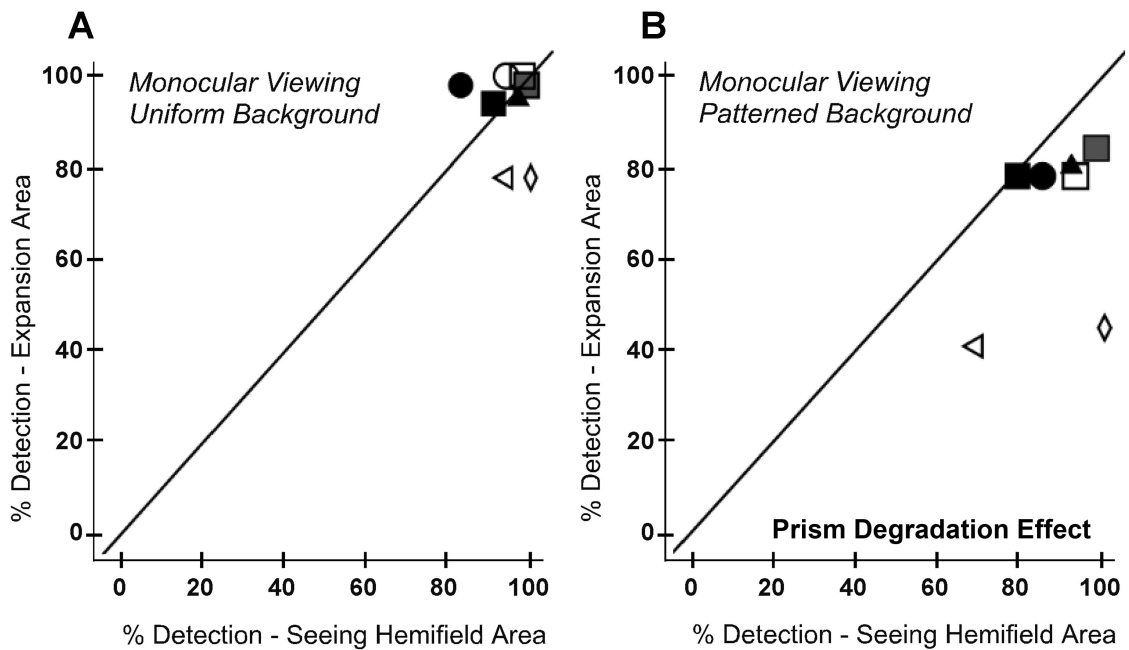 A
% Detection - Expansion Area
100
80
60
40
20
0
Monocular Viewing
Uniform Background
0 20 40 60 80 100
% Detection - Seeing Hemifield Area
B
% Detection - Expansion Area
100
80
60
40
20
0
Monocular Viewing
Patterned Background
Prism Degradation Effect
0 20 40 60 80 100
% Detection - Seeing Hemifield Area